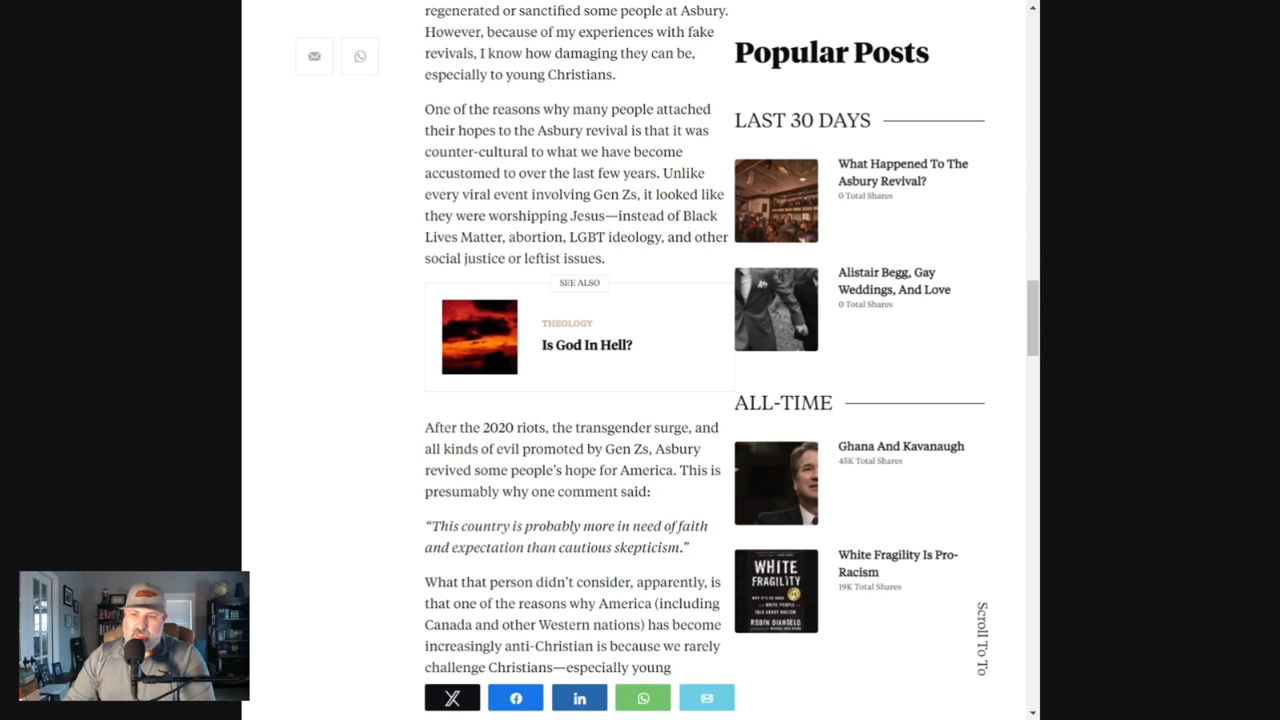 regenerated or sanctified some people at Asbury.
However, because of my experiences with fake
revivals, I know how damaging they can be,
especially to young Christians.
One of the reasons why many people attached
their hopes to the Asbury revival is that it was
counter-cultural to what we have become
accustomed to over the last few years. Unlike
every viral event involving Gen Zs, it looked like
they were worshipping Jesus—instead of Black
Lives Matter, abortion, LGBT ideology, and other
social justice or leftist issues.
SEE ALSO
THEOLOGY
Is God In Hell?
After the 2020 riots, the transgender surge, and
all kinds of evil promoted by Gen Zs, Asbury
revived some people's hope for America. This is
presumably why one comment said:
“This country is probably more in need of faith
and expectation than cautious skepticism.”
What that person didn’t consider, apparently, is
that one of the reasons why America (including
Canada and other Western nations) has become
increasingly anti-Christian is because we rarely
challenge Christians—especially young
Popular Posts
LAST 30 DAYS
What Happened To The
Asbury Revival?
0 Total Shares
Alistair Begg, Gay
Weddings, And Love
0 Total Shares
ALL-TIME
Ghana And Kavanaugh
45K Total Shares
White Fragility Is Pro-
Racism
19K Total Shares
WHITE
FRAGILITY
ROBIN DIANGELO
Scroll To To